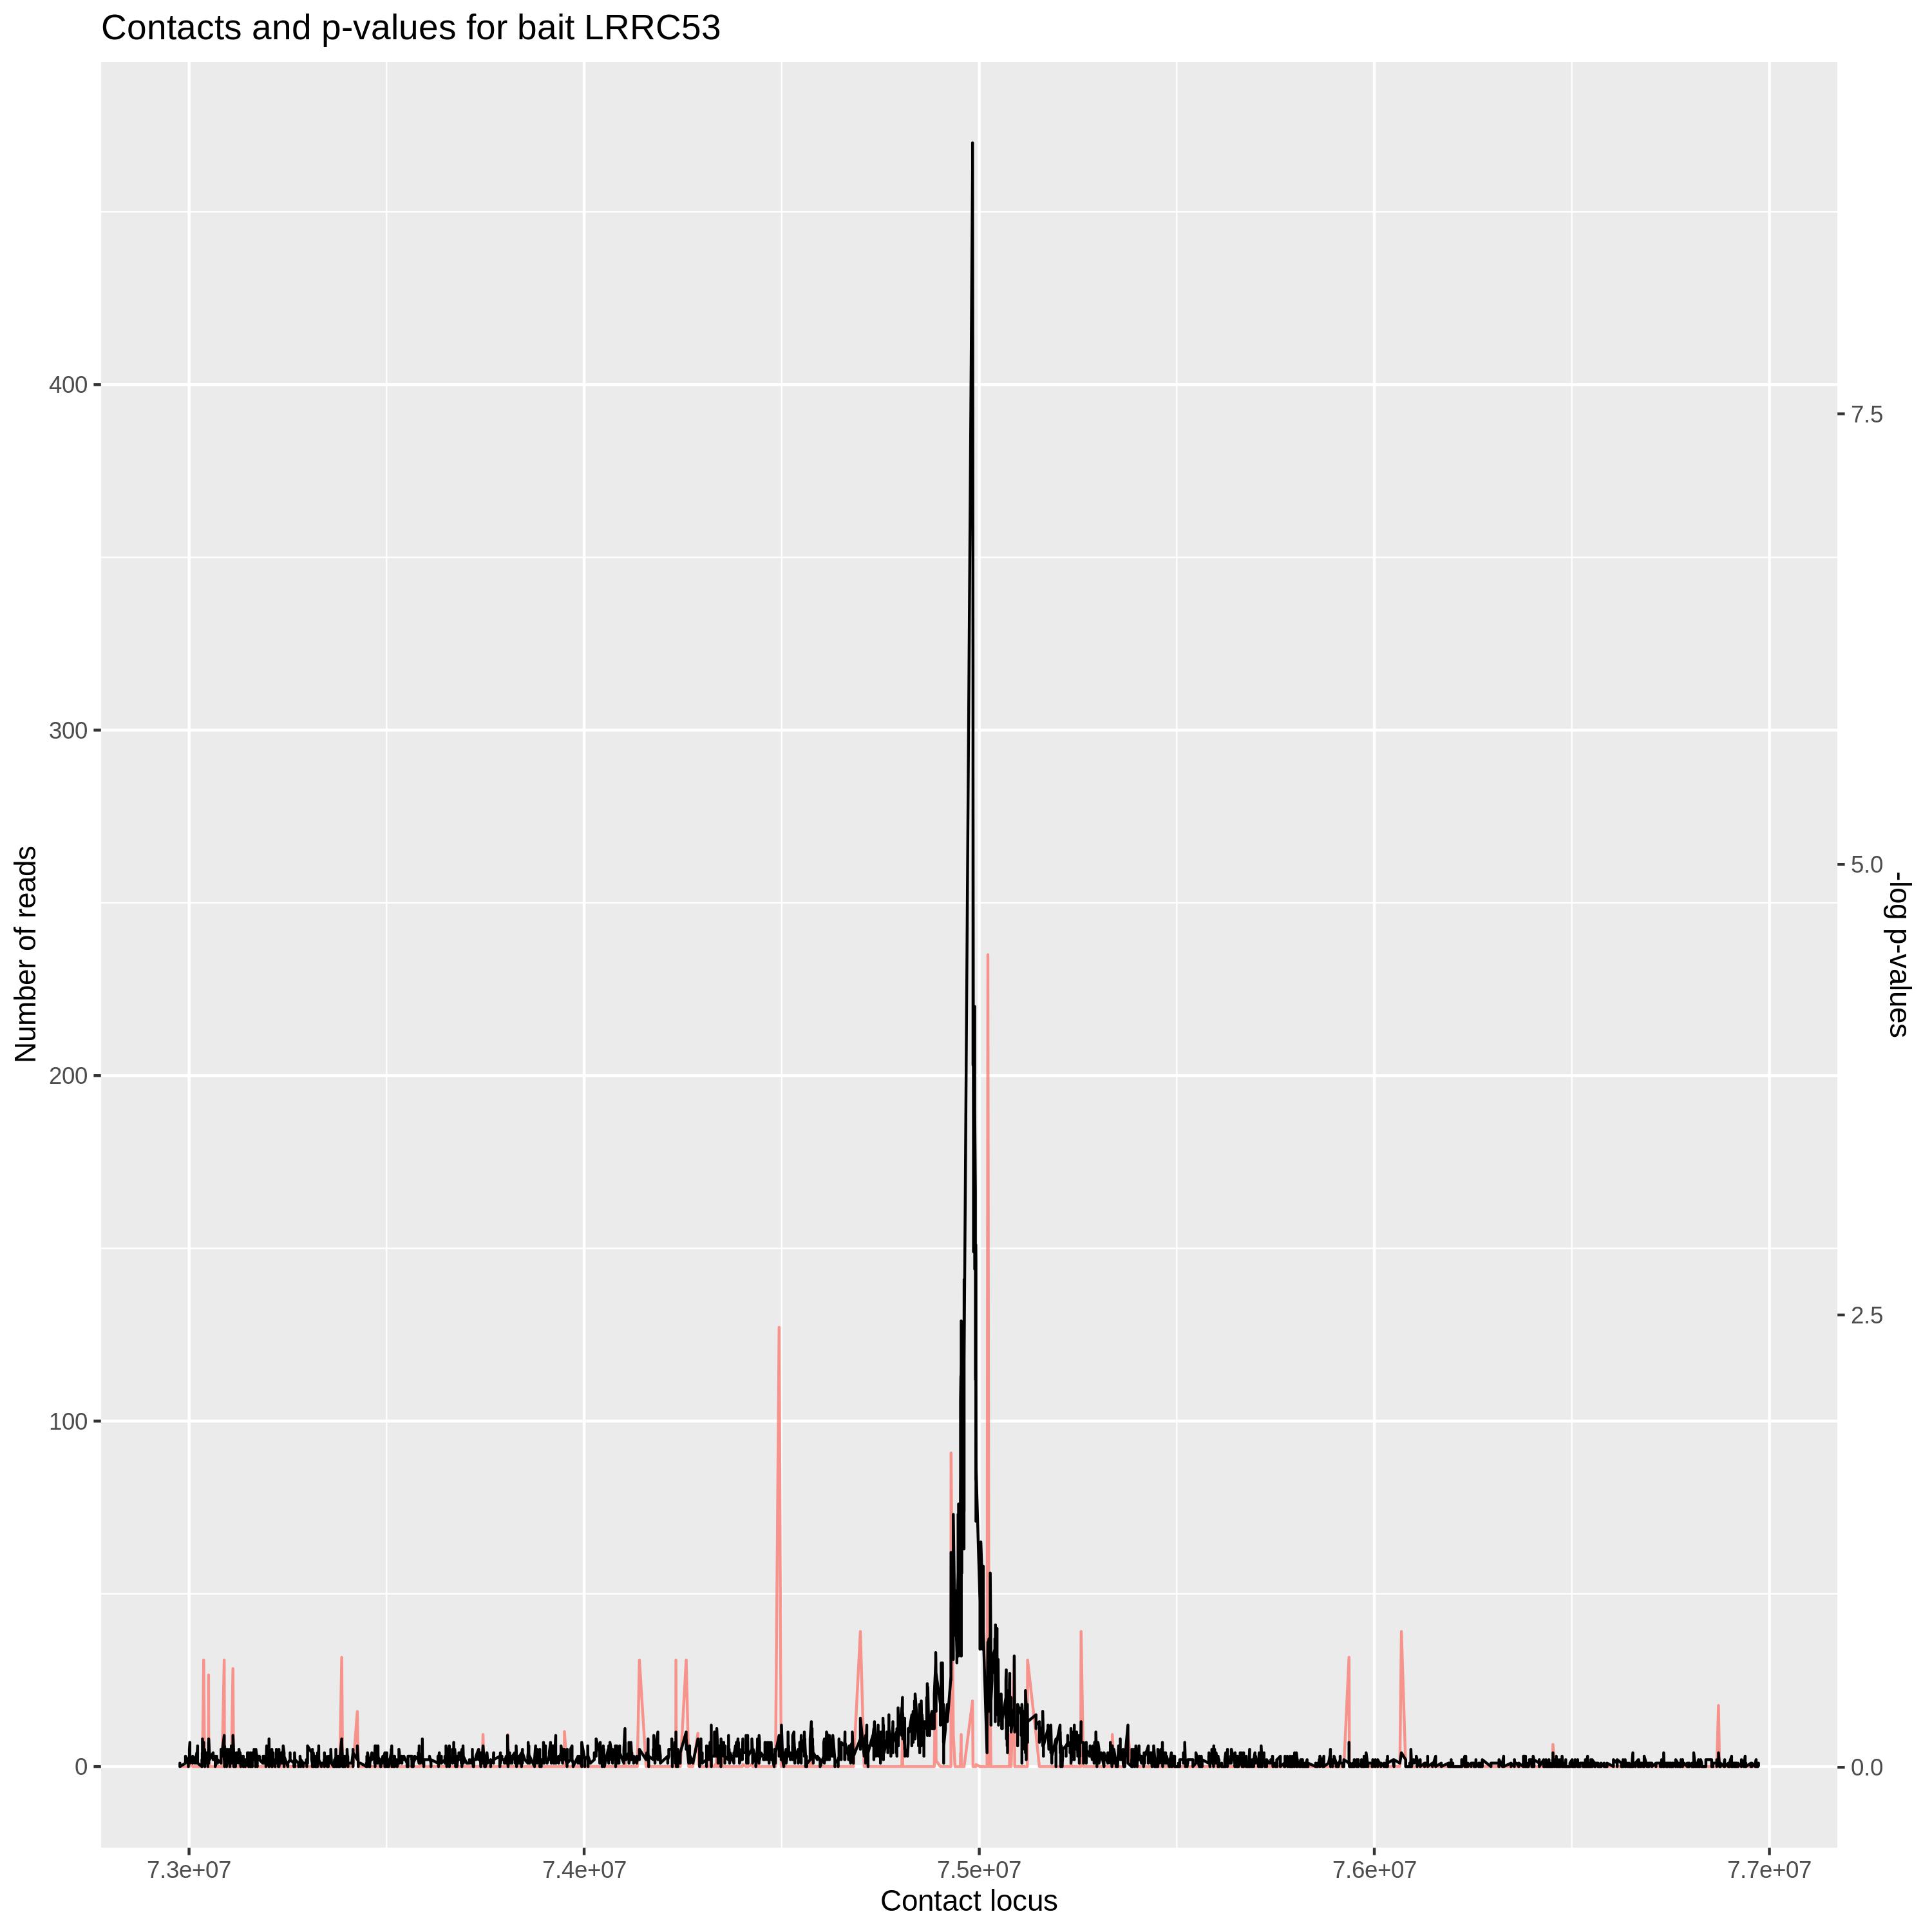 Contacts and p-values for bait LRRC53
Number of reads
400
300
200
100
0
7.5
5.0
2.5
0.0
-log p-values
7.3e+07
7.4e+07
7.5e+07
7.6e+07
7.7e+07
Contact locus